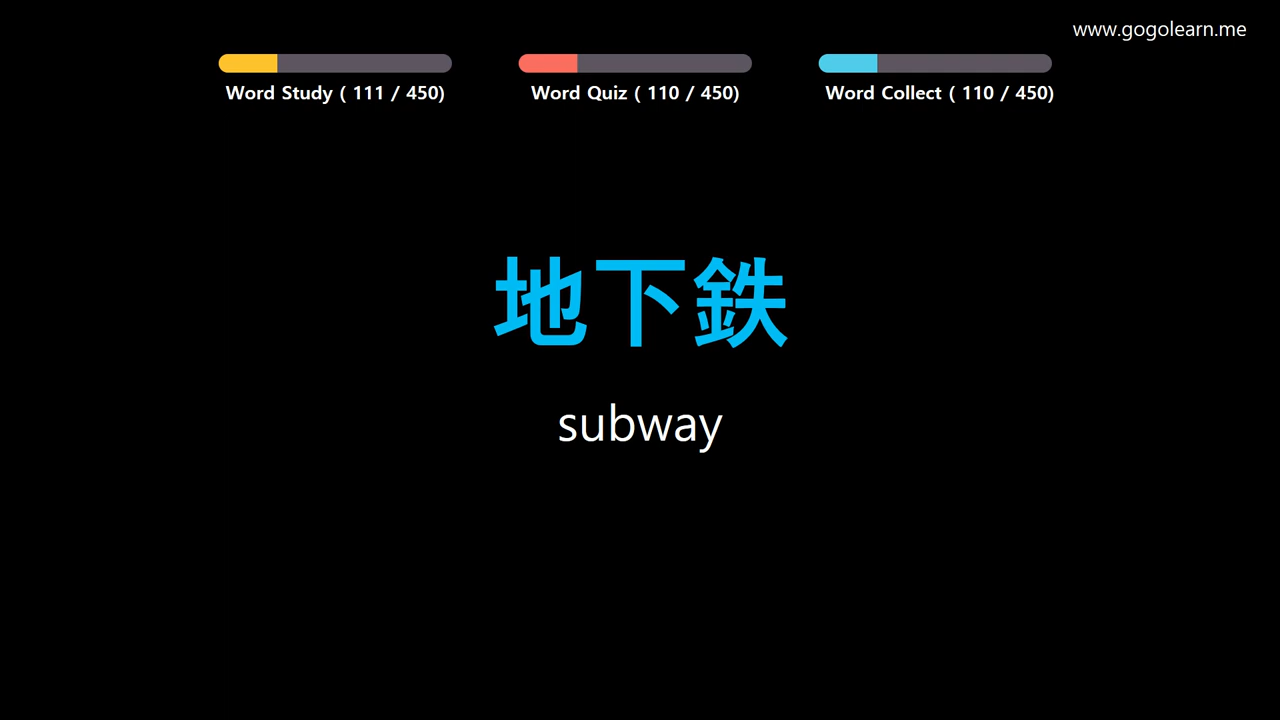 www.gogolearn.me
Word Study ( 111 / 450)
Word Quiz ( 110 / 450)
Word Collect ( 110 / 450)
地下鉄
subway